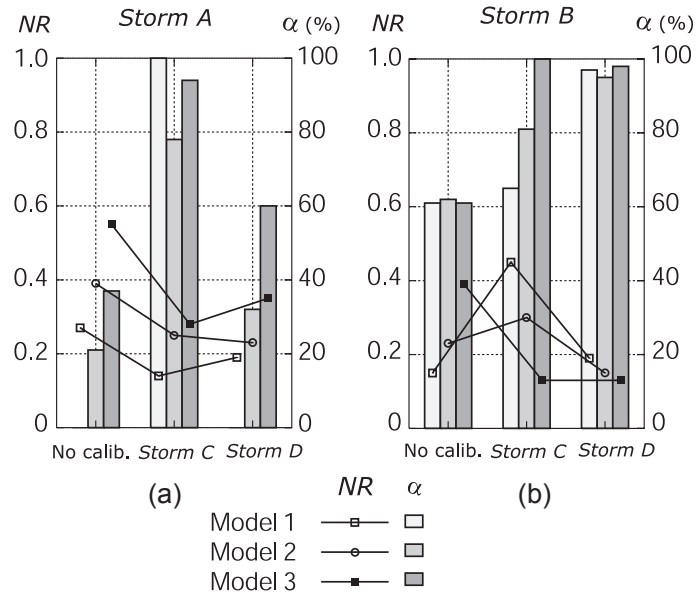 NR Storm A α (%) NR Storm B α (%)
1.0 100 1.0 100
0.8 80 0.8 80
0.6 60 0.6 60
0.4 40 0.4 40
0.2 20 0.2 20
0 0 0 0
No calib. Storm C Storm D No calib. Storm C Storm D
(a) (b)
NR α
Model 1
Model 2
Model 3